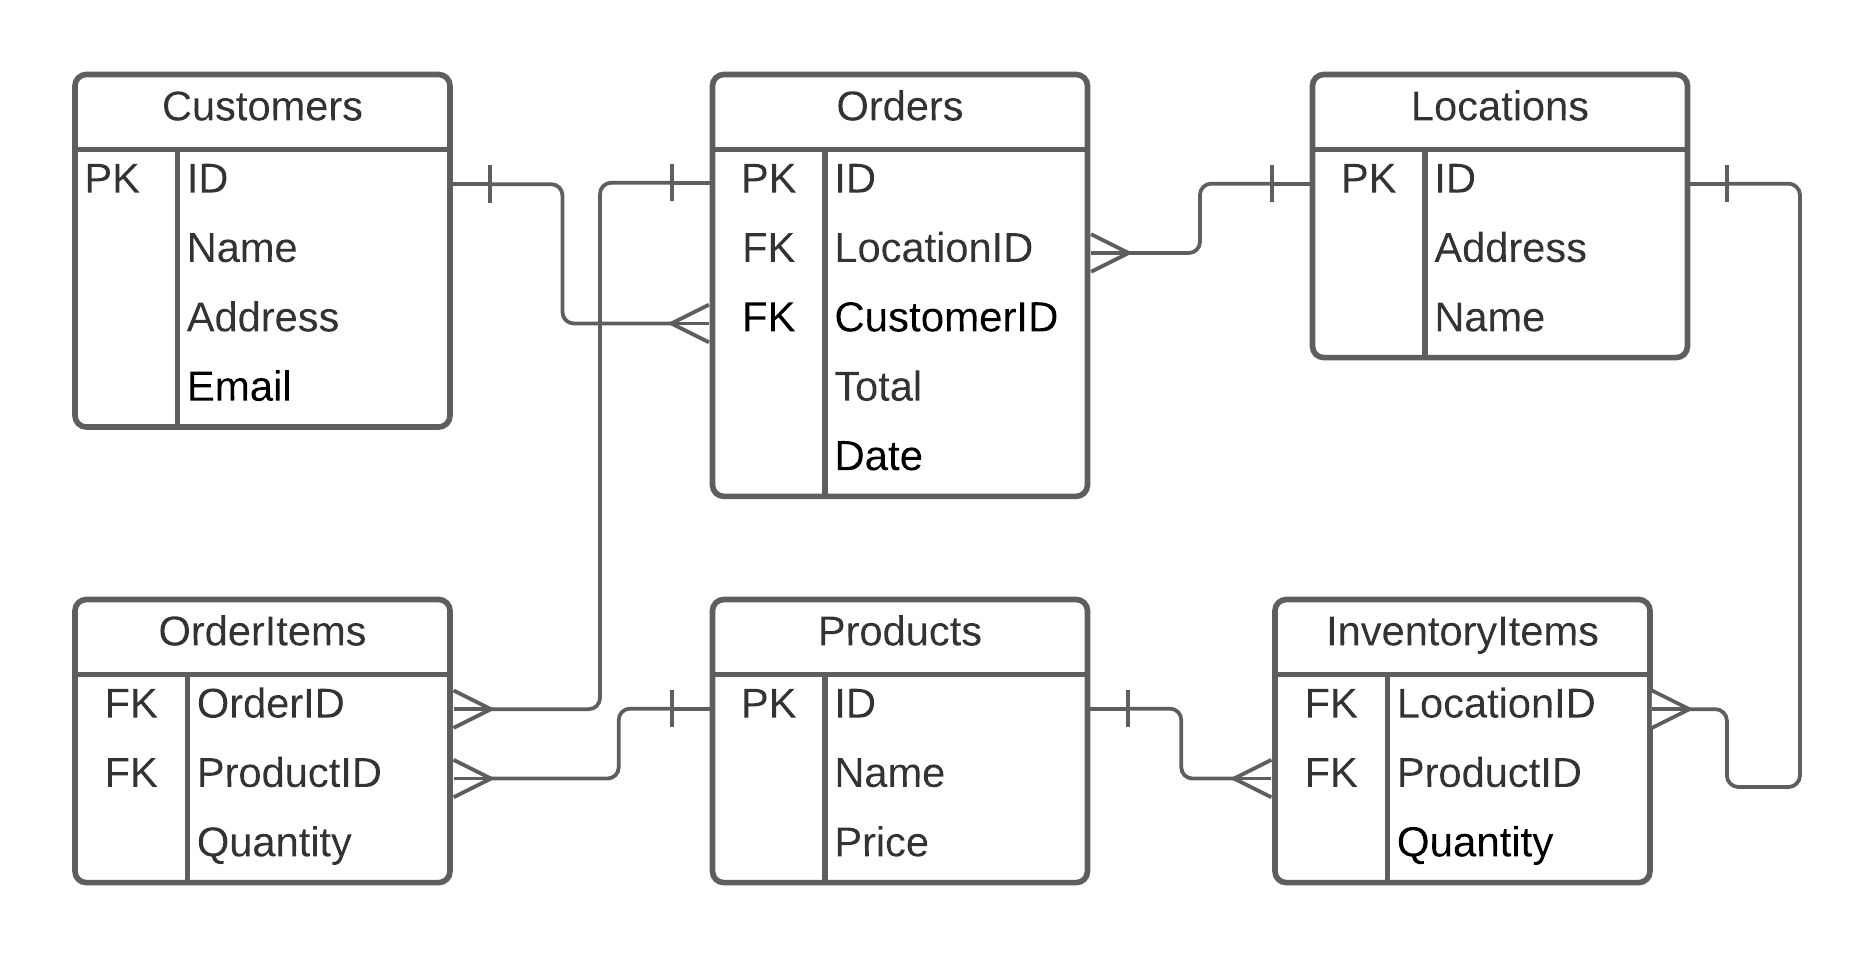 Customers
PK ID
Name
Address
Email
Orders
PK ID
FK LocationID
FK CustomerID
Total
Date
Locations
PK ID
Address
Name
OrderItems
FK OrderID
FK ProductID
Quantity
Products
PK ID
Name
Price
InventoryItems
FK LocationID
FK ProductID
Quantity